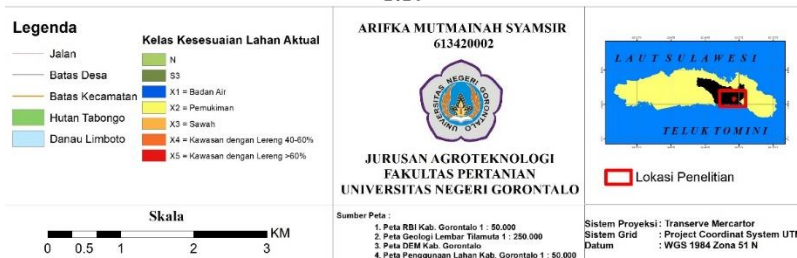 Legenda
Jalan
Batas Desa
Batas Kecamatan
Hutan Tabongo
Danau Limboto
Kelas Kesesuaian Lahan Aktual
N
S3
X1 = Badan Air
X2 = Pemukiman
X3 = Sawah
X4 = Kawasan dengan Lereng 40-60%
X5 = Kawasan dengan Lereng >60%
Skala
KM
0 0.5 1 2 3
ARIFKA MUTMAINAH SYAMSIR
613420002
UNIVERSITAS NEGERI GORONTALO
JURUSAN AGROTEKNOLOGI
FAKULTAS PERTANIAN
UNIVERSITAS NEGERI GORONTALO
Sumber Peta :
1. Peta RBI Kab. Gorontalo 1 : 50.000
2. Peta Geologi Lembar Tilamuta 1 : 250.000
3. Peta DEM Kab. Gorontalo
4. Peta Penggunaan Lahan Kab. Gorontalo 1 : 50.000
LAUT SULAWESI
TELUK TOMINI
Lokasi Penelitian
Sistem Proyeksi : Transerve Mercartor
Sistem Grid : Project Coordinat System UTM
Datum : WGS 1984 Zona 51 N